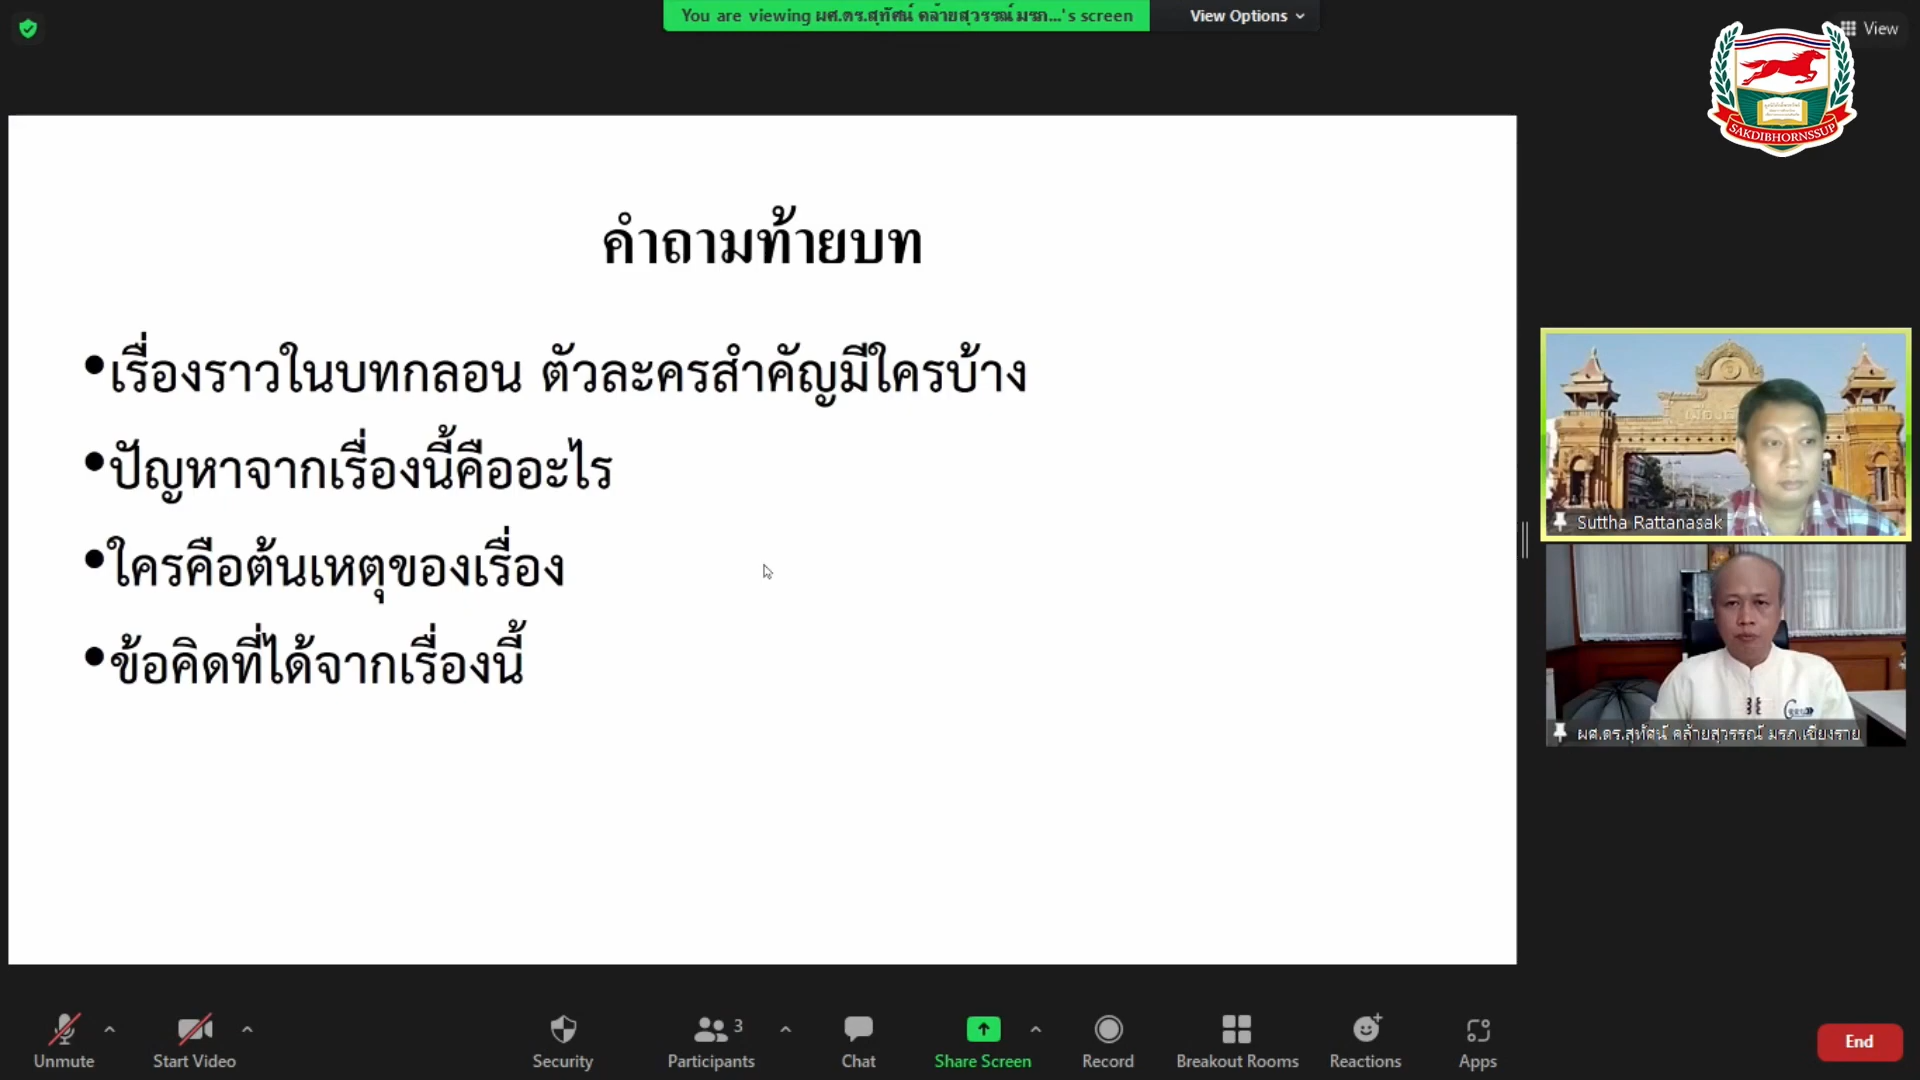 You are viewing ผศ.ดร.สุทัศน์ คล้ายสุวรรณ์ มรภ...'s screen
View Options
View
SAKDIBHORNSSUP
คำถามท้ายบท
•เรื่องราวในบทกลอน ตัวละครสำคัญมีใครบ้าง
•ปัญหาจากเรื่องนี้คืออะไร
•ใครคือต้นเหตุของเรื่อง
•ข้อคิดที่ได้จากเรื่องนี้
Suttha Rattanasak
ผศ.ดร.สุทัศน์ คล้ายสุวรรณ์ มรภ.เชียงราย
Unmute
Start Video
Security
Participants
3
Chat
Share Screen
Record
Breakout Rooms
Reactions
Apps
End